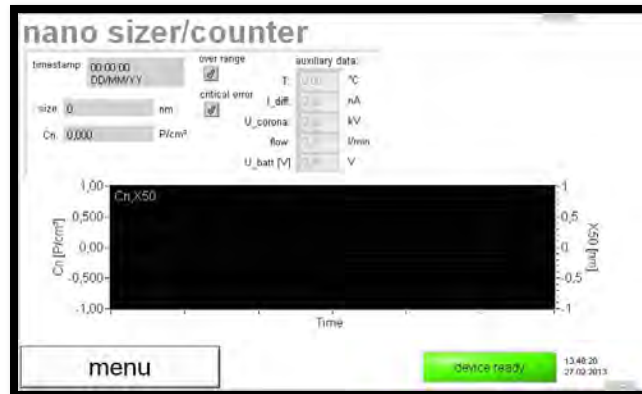 nano sizer/counter
timestamp: 00:00:00
DD/MM/YY
over range
auxiliary data:
T: °C
size: 0 nm
critical error
I_diff. nA
U_corona: kV
Cn: 0,000 P/cm³
flow: l/min
U_batt [V] V
1,00
0,500
0,00
-0,500
-1,00
Cn [P/cm³]
Cn,X50
1
0,5
0
-0,5
-1
X50 [nm]
Time
menu
device ready
13:48:20
27.02.2013